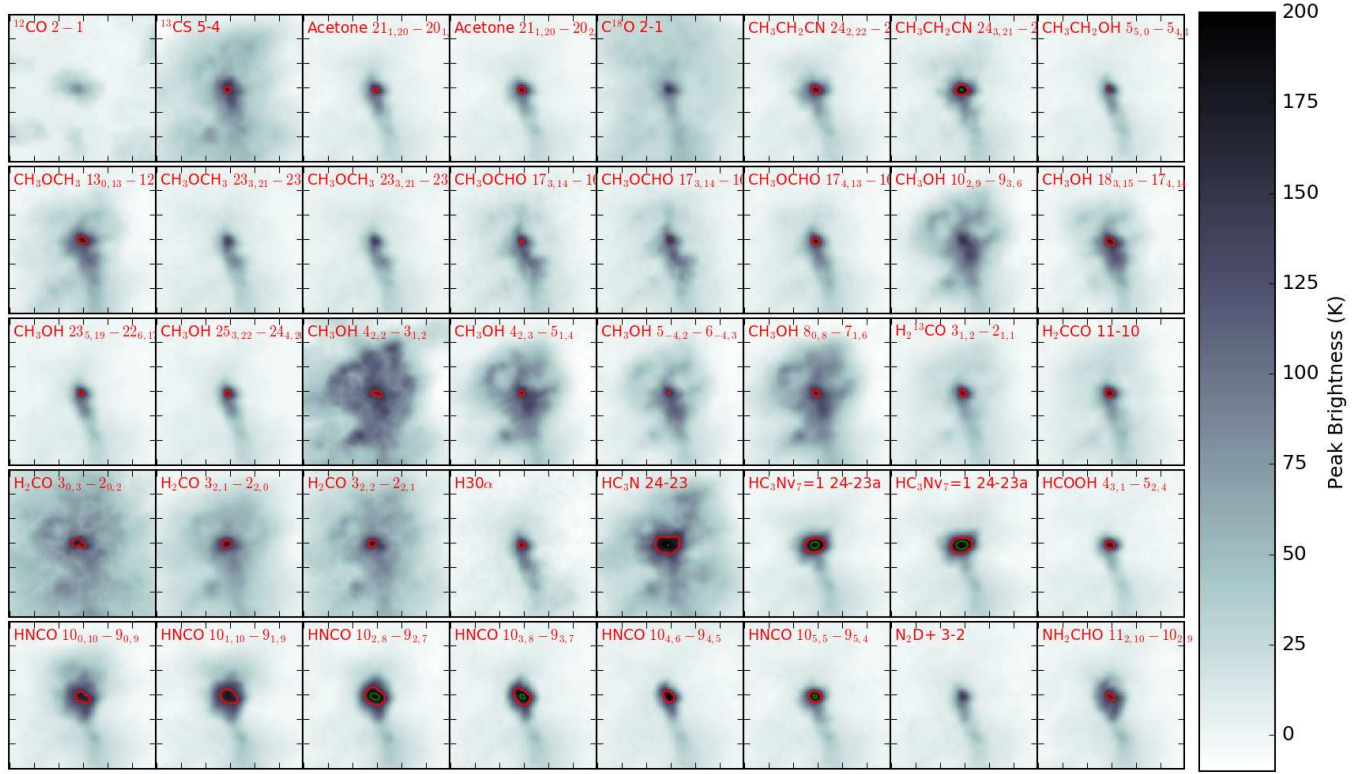 ¹²CO 2 − 1
¹³CS 5-4
Acetone 21₁,₂₀ − 20₁
Acetone 21₁,₂₀ − 20₂
C¹⁸O 2-1
CH₃CH₂CN 24₂,₂₂ − 2
CH₃CH₂CN 24₃,₂₁ − 2
CH₃CH₂OH 5₅,₀ − 5₄,₁
CH₃OCH₃ 13₀,₁₃ − 12
CH₃OCH₃ 23₃,₂₁ − 23
CH₃OCH₃ 23₃,₂₁ − 23
CH₃OCHO 17₃,₁₄ − 16
CH₃OCHO 17₃,₁₄ − 16
CH₃OCHO 17₄,₁₃ − 16
CH₃OH 10₂,₉ − 9₃,₆
CH₃OH 18₃,₁₅ − 17₄,₁₄
CH₃OH 23₅,₁₉ − 22₆,₁
CH₃OH 25₃,₂₂ − 24₄,₂
CH₃OH 4₂,₂ − 3₁,₂
CH₃OH 4₂,₃ − 5₁,₄
CH₃OH 5₋₄,₂ − 6₋₄,₃
CH₃OH 8₀,₈ − 7₁,₆
H₂¹³CO 3₁,₂ − 2₁,₁
H₂CCO 11-10
H₂CO 3₀,₃ − 2₀,₂
H₂CO 3₂,₁ − 2₂,₀
H₂CO 3₂,₂ − 2₂,₁
H30α
HC₃N 24-23
HC₃Nv₇=1 24-23a
HC₃Nv₇=1 24-23a
HCOOH 4₃,₁ − 5₂,₄
HNCO 10₀,₁₀ − 9₀,₉
HNCO 10₁,₁₀ − 9₁,₉
HNCO 10₂.₈ − 9₂,₇
HNCO 10₃,₈ − 9₃,₇
HNCO 10₄,₆ − 9₄,₅
HNCO 10₅,₅ − 9₅,₄
N₂D+ 3-2
NH₂CHO 11₂,₁₀ − 10₂,₉
200
175
150
125
100
75
50
25
0
Peak Brightness (K)